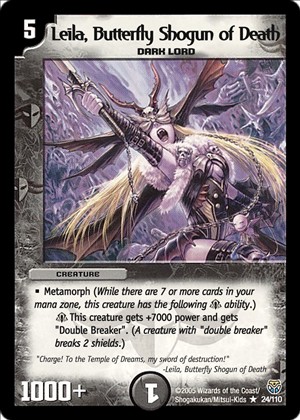 5 Leila, Butterfly Shogun of Death
DARK LORD
CREATURE
▪ Metamorph (While there are 7 or more cards in your
mana zone, this creature has the following ability.)
This creature gets +7000 power and gets
"Double Breaker". (A creature with "double breaker"
breaks 2 shields.)
"Charge! To the Temple of Dreams, my sword of destruction!"
-Leila, Butterfly Shogun of Death
1000+
1
©2005 Wizards of the Coast/
Shogakukan/Mitsui-Kids ★ 24/110